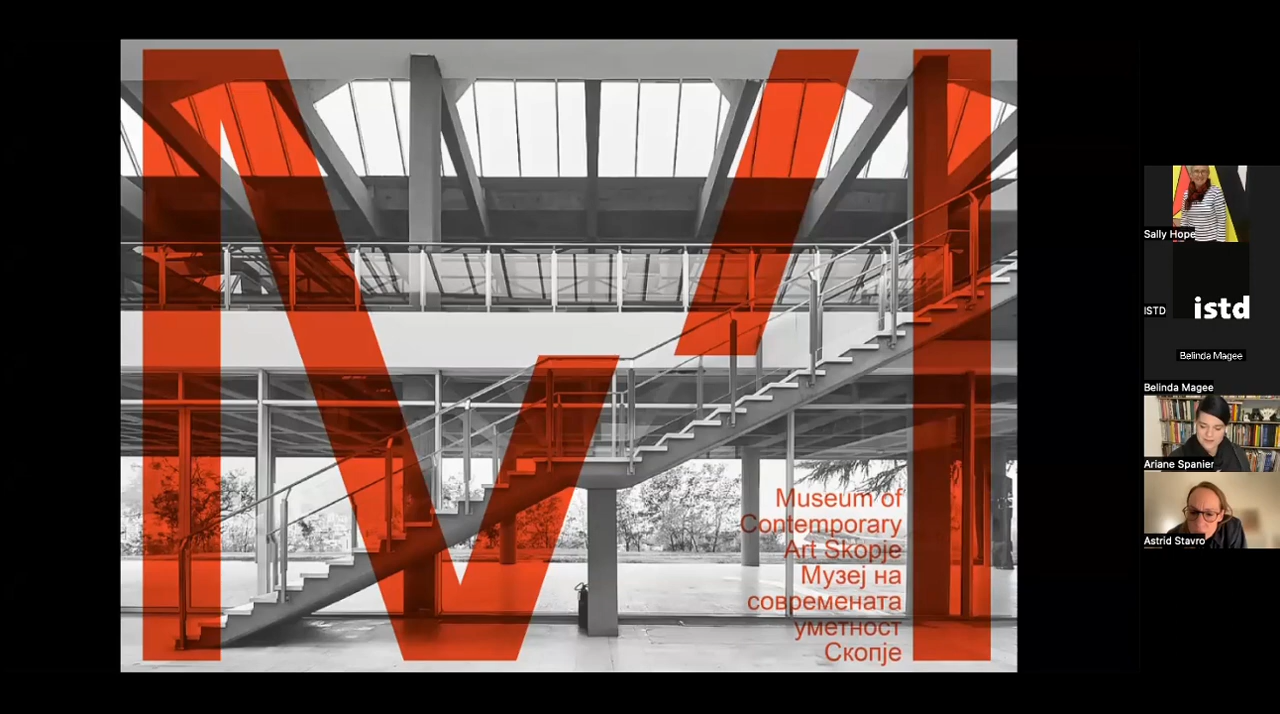 M
Museum of
Contemporary
Art Skopje
Музеј на
современата
уметност
Скопје
Sally Hope
ISTD
istd
Belinda Magee
Belinda Magee
Ariane Spanier
Astrid Stavro